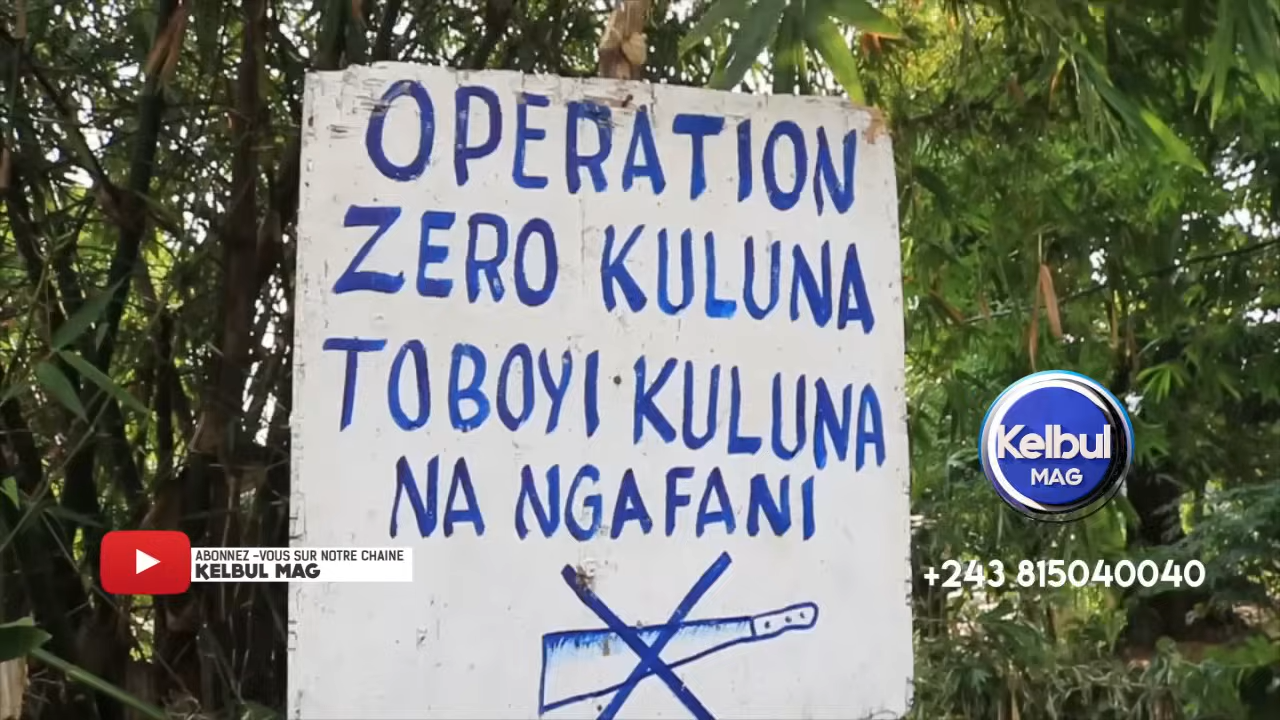 OPERATION
ZERO KULUNA
TOBOYI KULUNA
NA NGAFANI
Kelbul
MAG
ABONNEZ -VOUS SUR NOTRE CHAINE
KELBUL MAG
+243 815040040